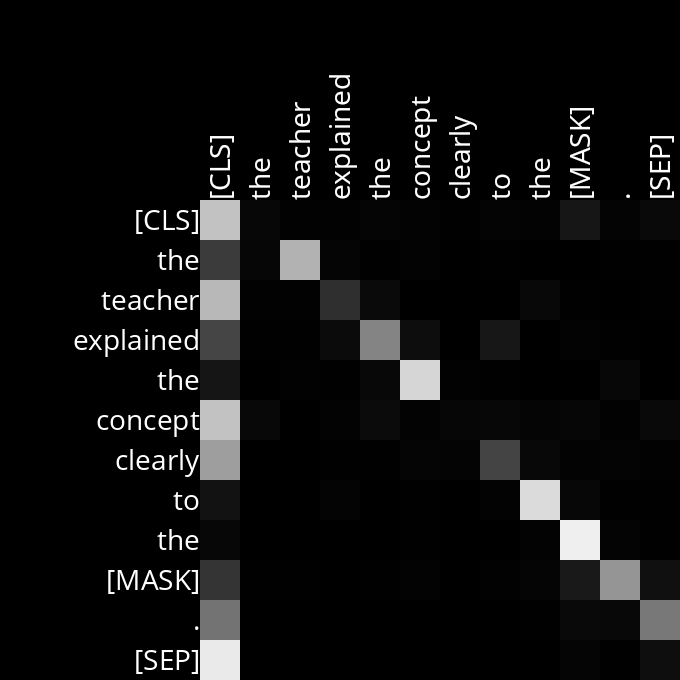 [CLS] the teacher explained the concept clearly to the [MASK] . [SEP]
[CLS]
the
teacher
explained
the
concept
clearly
to
the
[MASK]
.
[SEP]